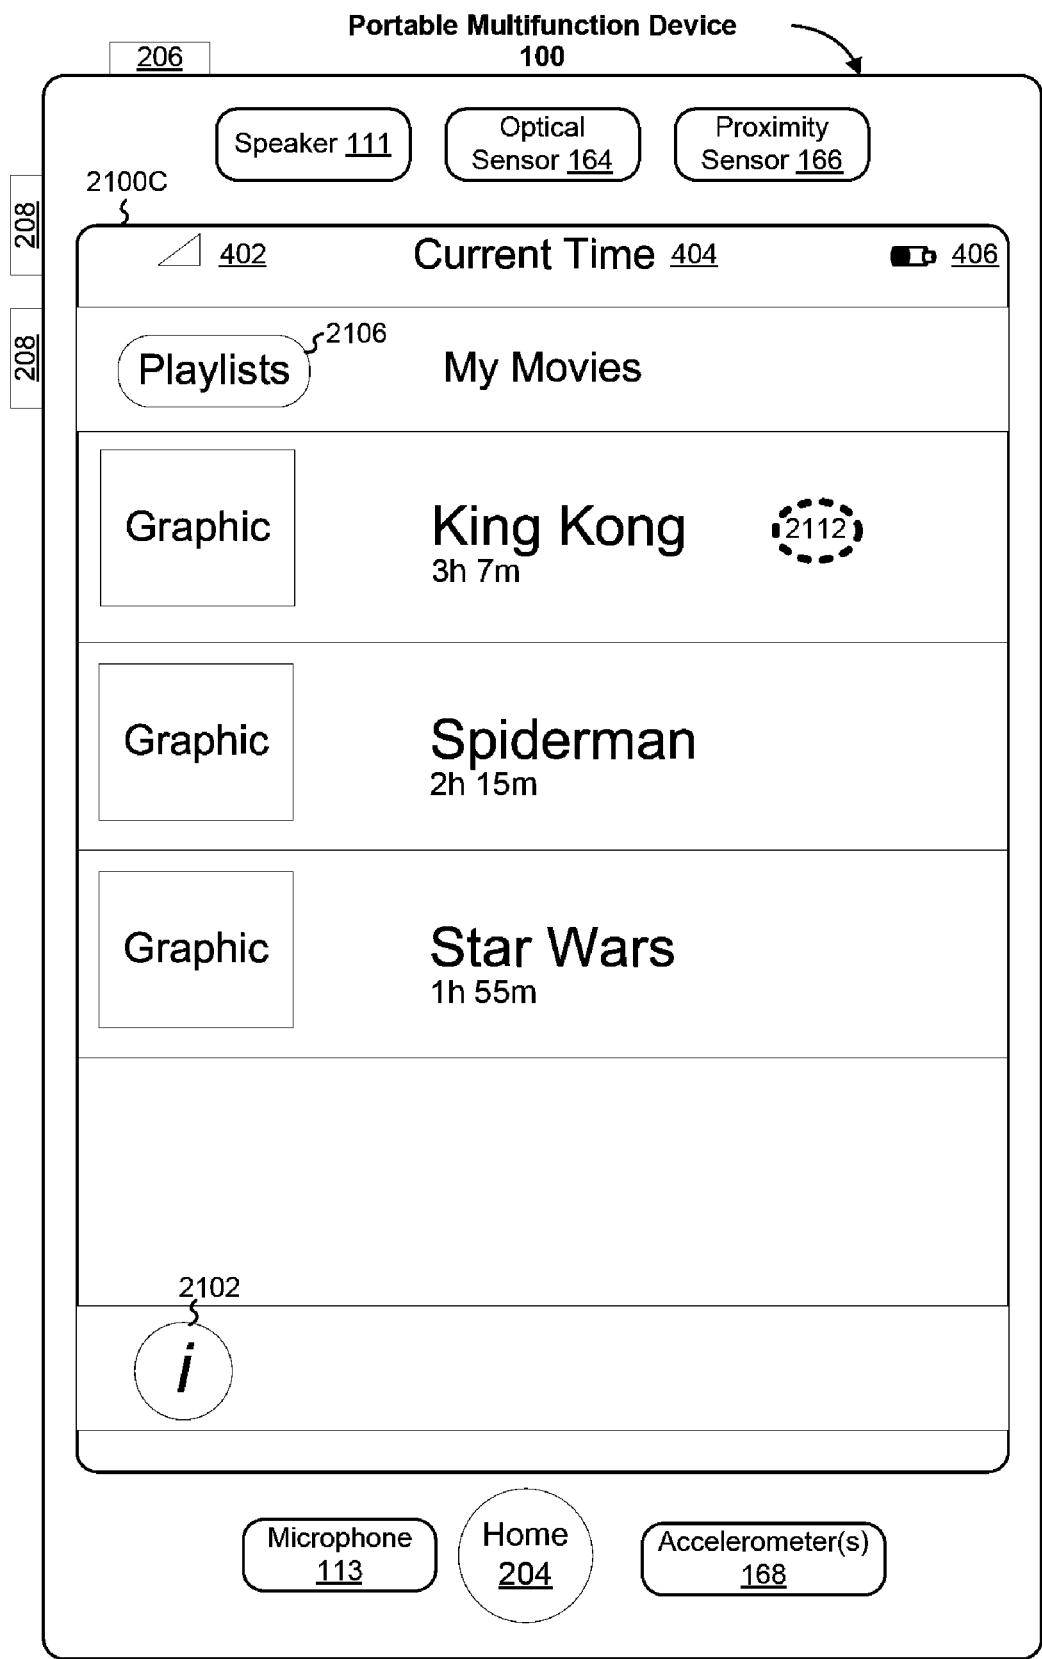 Portable Multifunction Device
100
206
Speaker 111
Optical
Sensor 164
Proximity
Sensor 166
2100C
208
208
402
Current Time 404
406
Playlists
2106
My Movies
Graphic
King Kong
3h 7m
2112
Graphic
Spiderman
2h 15m
Graphic
Star Wars
1h 55m
2102
i
Microphone
113
Home
204
Accelerometer(s)
168